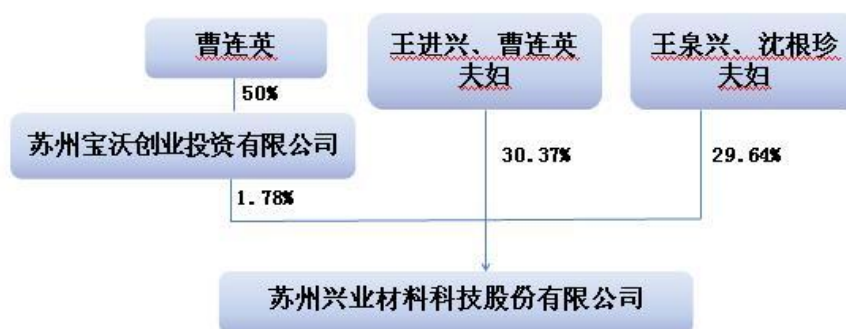 曹连英
王进兴、曹连英
夫妇
王泉兴、沈根珍
夫妇
50%
苏州宝沃创业投资有限公司
30.37%
29.64%
1.78%
苏州兴业材料科技股份有限公司